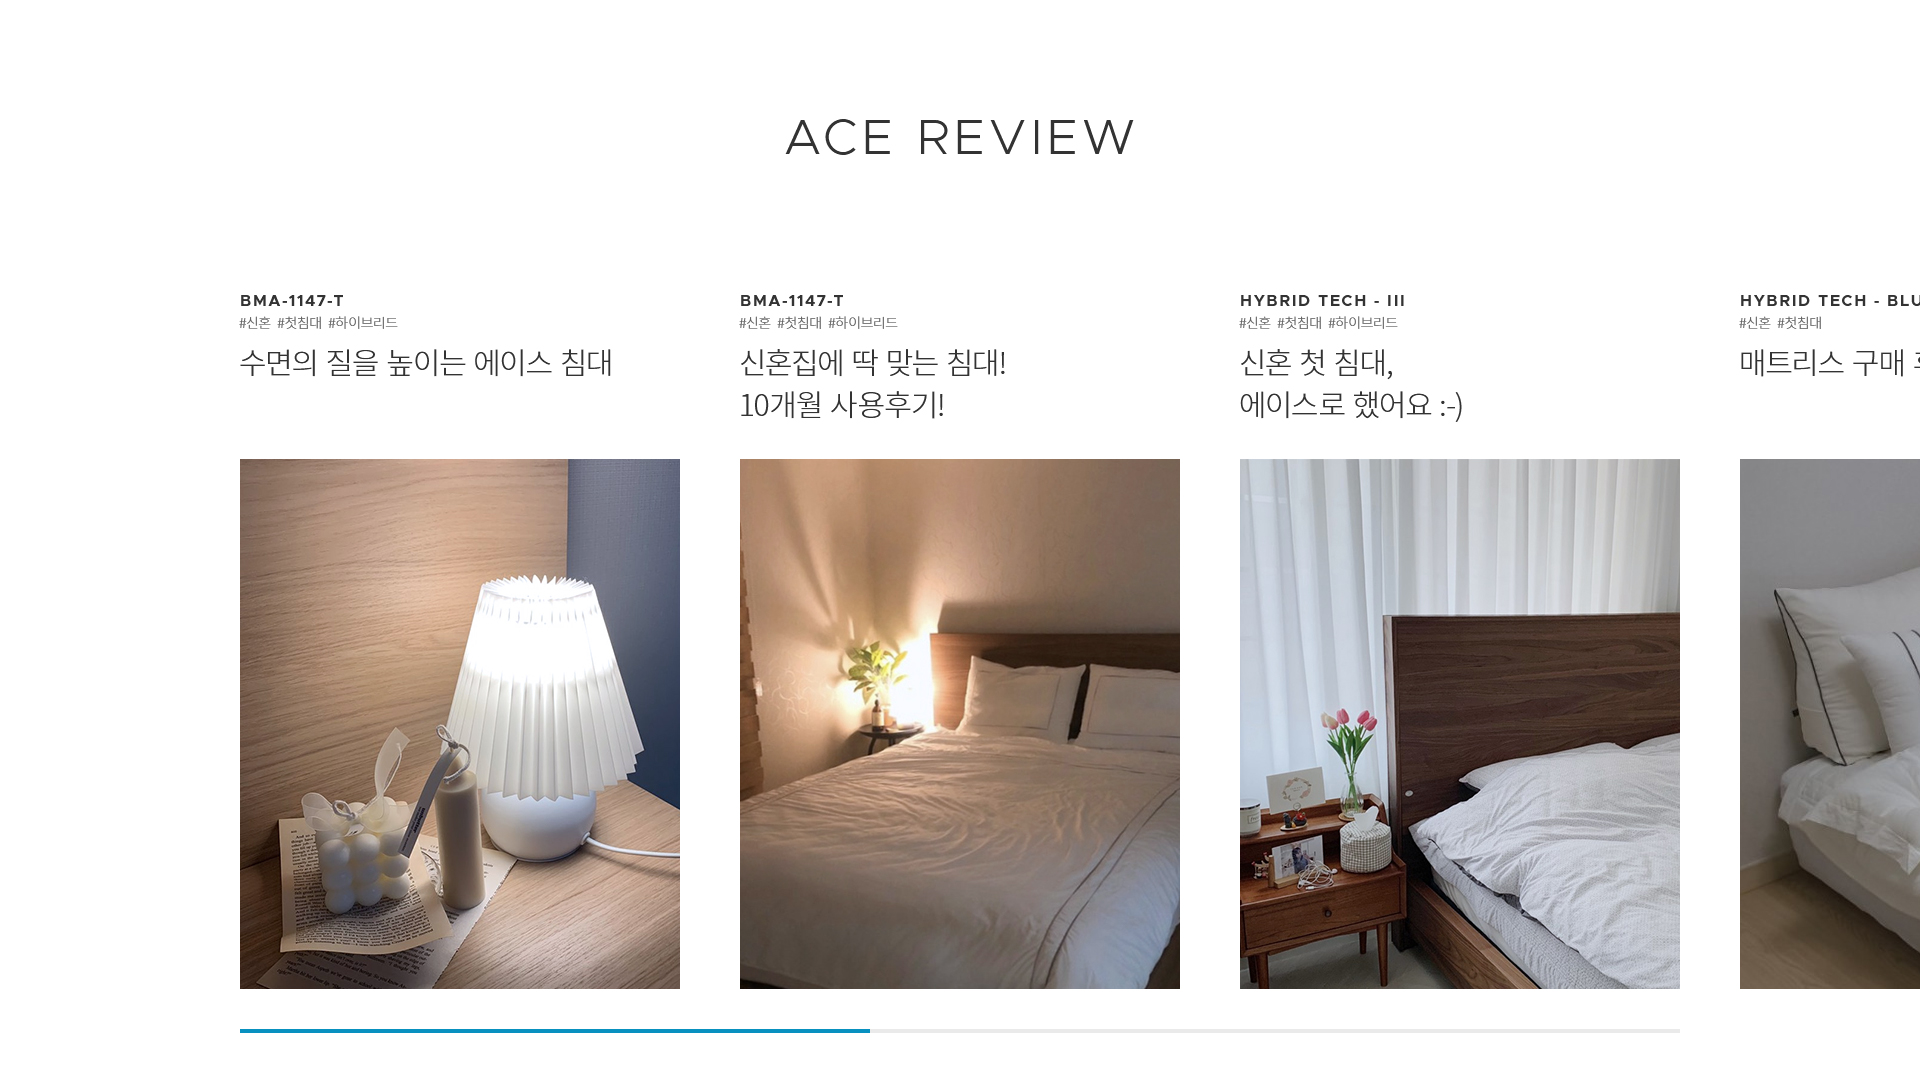 ACE REVIEW
BMA-1147-T
#신혼 #첫침대 #하이브리드
수면의 질을 높이는 에이스 침대
BMA-1147-T
#신혼 #첫침대 #하이브리드
신혼집에 딱 맞는 침대!
10개월 사용후기!
HYBRID TECH - III
#신혼 #첫침대 #하이브리드
신혼 첫 침대,
에이스로 했어요 :-)
HYBRID TECH -
#신혼 #첫침대
매트리스 구매